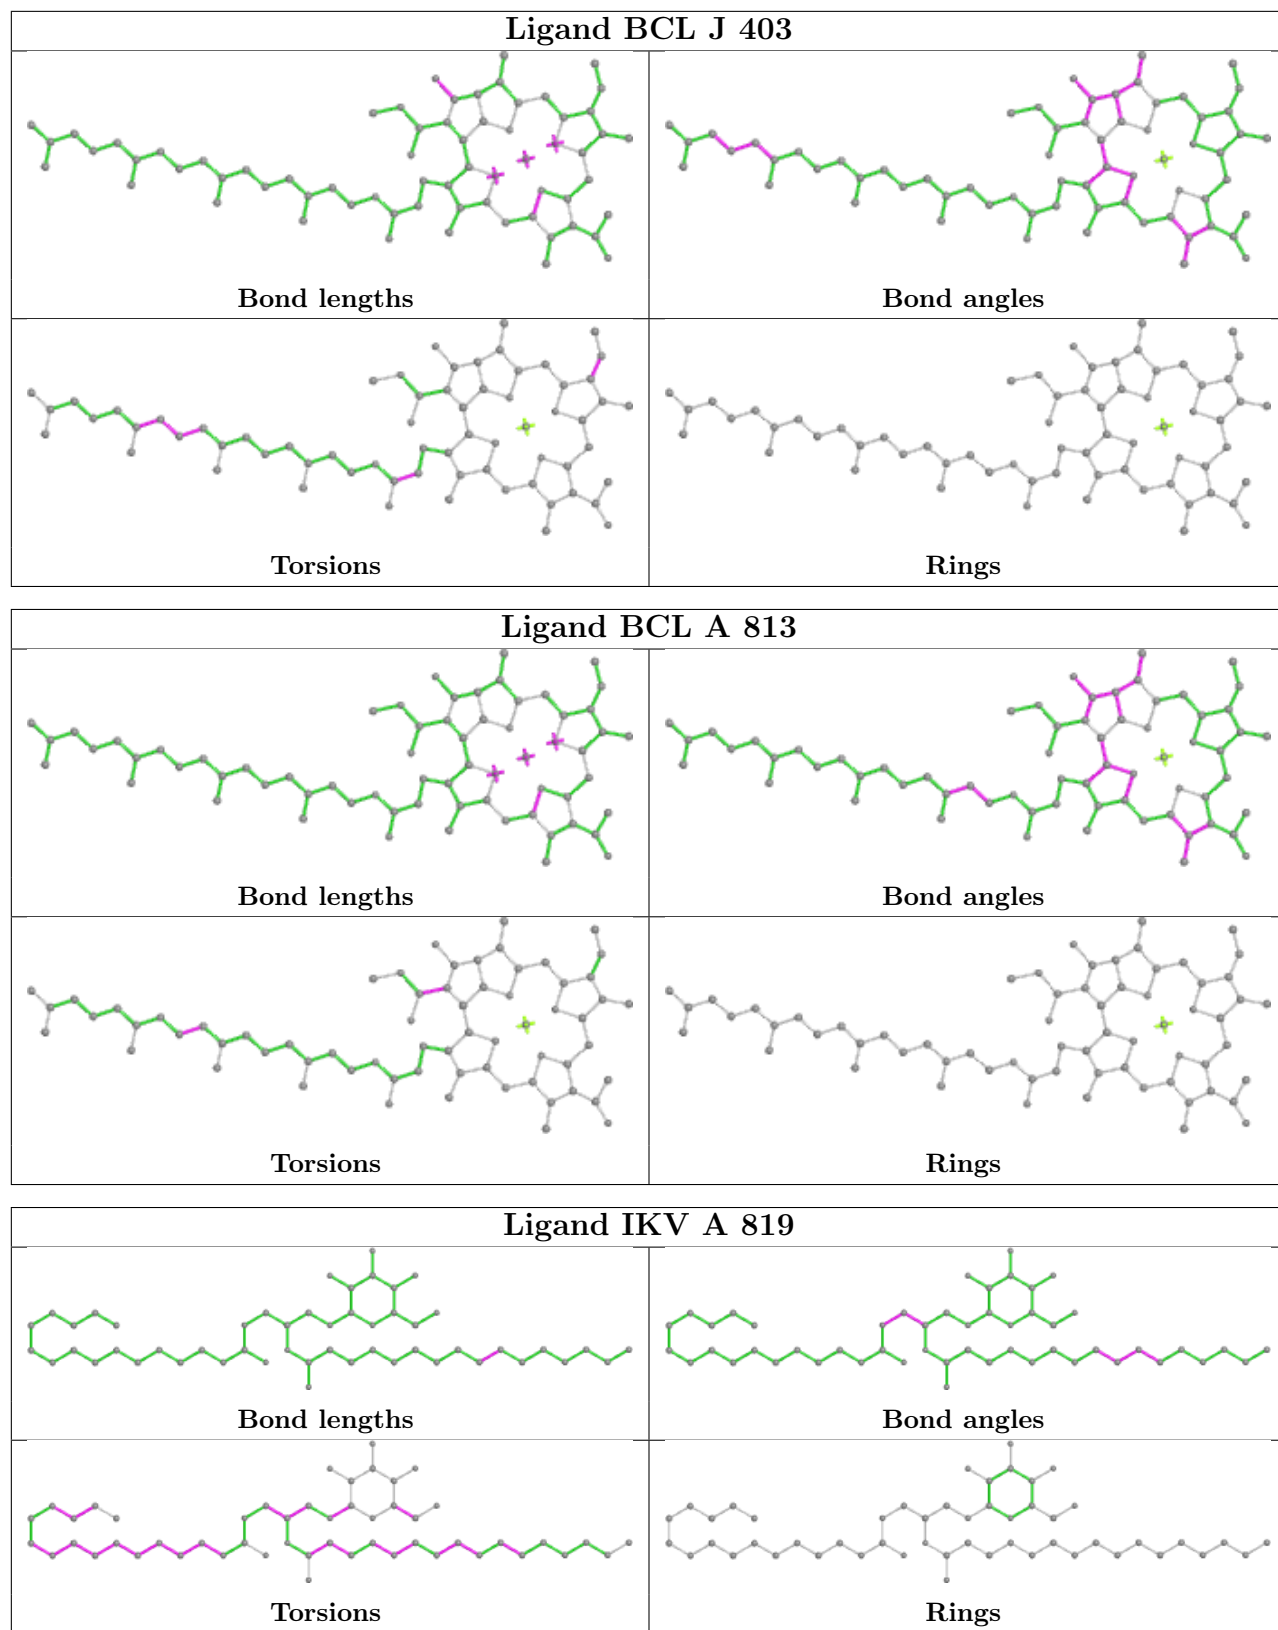 Ligand BCL J 403
Bond lengths
Bond angles
Torsions
Rings
Ligand BCL A 813
Bond lengths
Bond angles
Torsions
Rings
Ligand IKV A 819
Bond lengths
Bond angles
Torsions
Rings